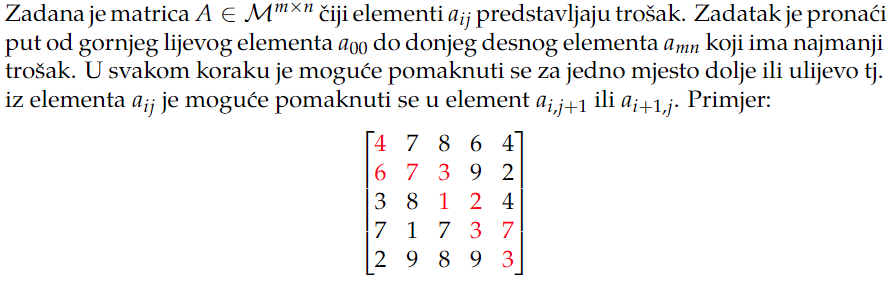 Zadana je matrica $A \in \mathcal{M}^{m \times n}$ čiji elementi $a_{ij}$ predstavljaju trošak. Zadatak je pronaći
put od gornjeg lijevog elementa $a_{00}$ do donjeg desnog elementa $a_{mn}$ koji ima najmanji
trošak. U svakom koraku je moguće pomaknuti se za jedno mjesto dolje ili ulijevo tj.
iz elementa $a_{ij}$ je moguće pomaknuti se u element $a_{i,j+1}$ ili $a_{i+1,j}$. Primjer:
4 7 8 6 4
6 7 3 9 2
3 8 1 2 4
7 1 7 3 7
2 9 8 9 3